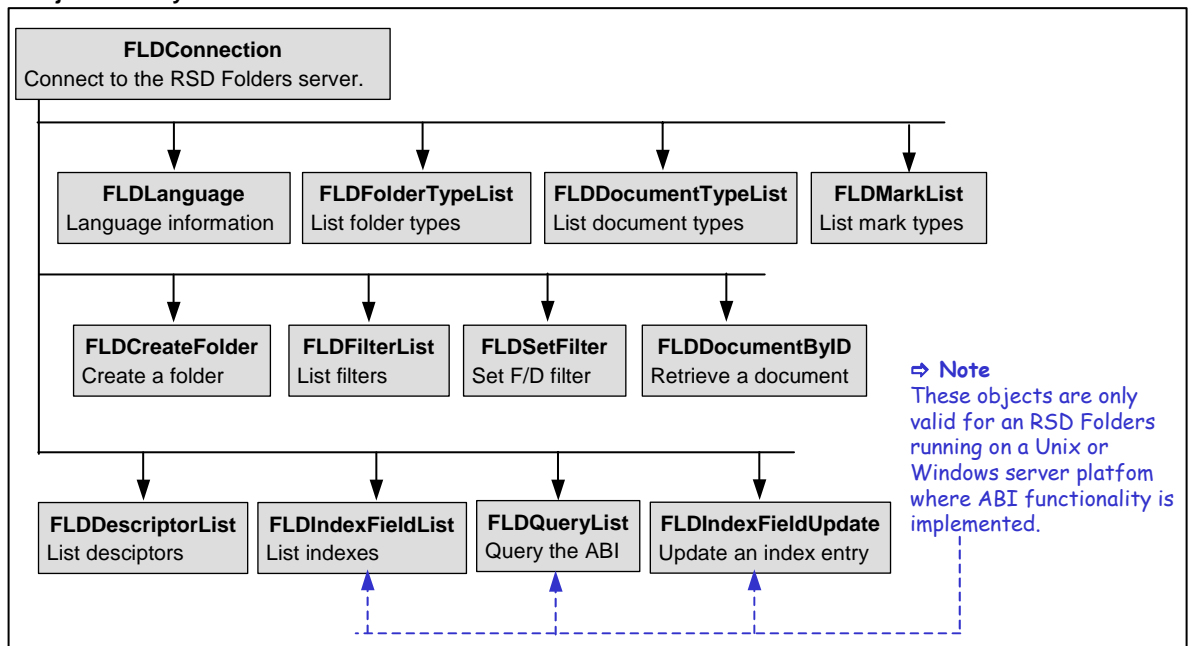 FLDConnection
Connect to the RSD Folders server.
FLDLanguage
Language information
FLDFolderTypeList
List folder types
FLDDocumentTypeList
List document types
FLDMarkList
List mark types
FLDCreateFolder
Create a folder
FLDFilterList
List filters
FLDSetFilter
Set F/D filter
FLDDocumentByID
Retrieve a document
⇨ Note
These objects are only
valid for an RSD Folders
running on a Unix or
Windows server platfom
where ABI functionality is
implemented.
FLDDescriptorList
List desciptors
FLDIndexFieldList
List indexes
FLDQueryList
Query the ABI
FLDIndexFieldUpdate
Update an index entry